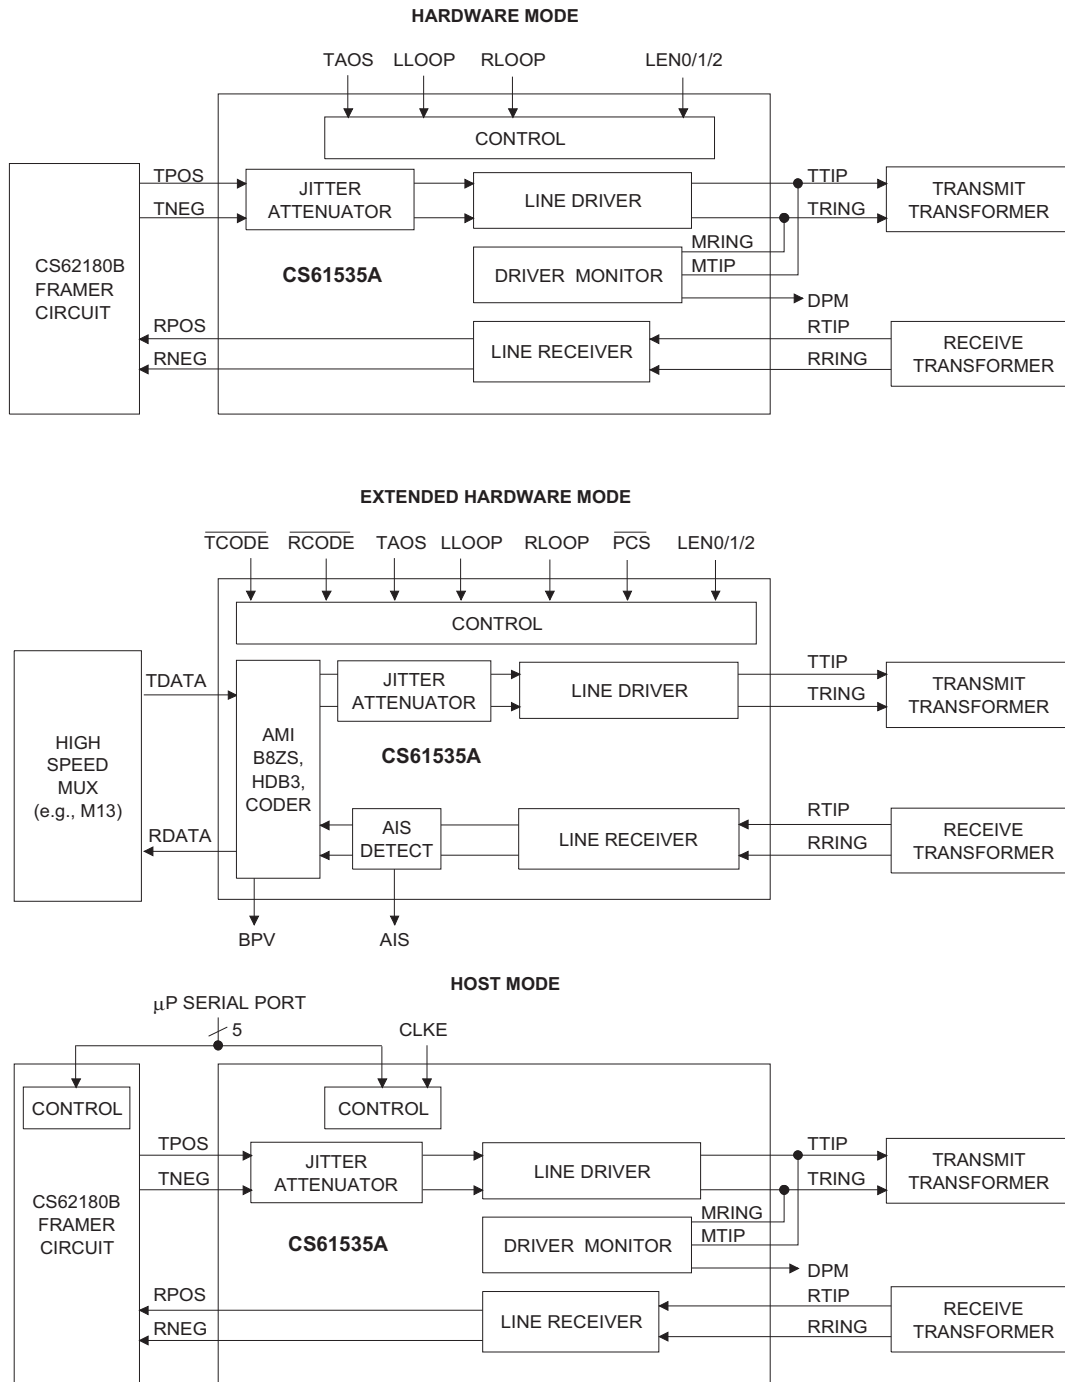 HARDWARE MODE
TAOS LLOOP RLOOP LEN0/1/2
CONTROL
TPOS
TNEG
JITTER
ATTENUATOR
LINE DRIVER
TTIP
TRING
TRANSMIT
TRANSFORMER
CS62180B
FRAMER
CIRCUIT
CS61535A
MRING
MTIP
DRIVER MONITOR
DPM
RPOS
RNEG
LINE RECEIVER
RTIP
RRING
RECEIVE
TRANSFORMER
EXTENDED HARDWARE MODE
TCODE RCODE TAOS LLOOP RLOOP PCS LEN0/1/2
CONTROL
TDATA
JITTER
ATTENUATOR
LINE DRIVER
TTIP
TRING
TRANSMIT
TRANSFORMER
HIGH
SPEED
MUX
(e.g., M13)
AMI
B8ZS,
HDB3,
CODER
CS61535A
RDATA
AIS
DETECT
LINE RECEIVER
RTIP
RRING
RECEIVE
TRANSFORMER
BPV
AIS
HOST MODE
μP SERIAL PORT
5
CLKE
CONTROL
CONTROL
TPOS
TNEG
JITTER
ATTENUATOR
LINE DRIVER
TTIP
TRING
TRANSMIT
TRANSFORMER
CS62180B
FRAMER
CIRCUIT
CS61535A
MRING
MTIP
DRIVER MONITOR
DPM
RPOS
RNEG
LINE RECEIVER
RTIP
RRING
RECEIVE
TRANSFORMER